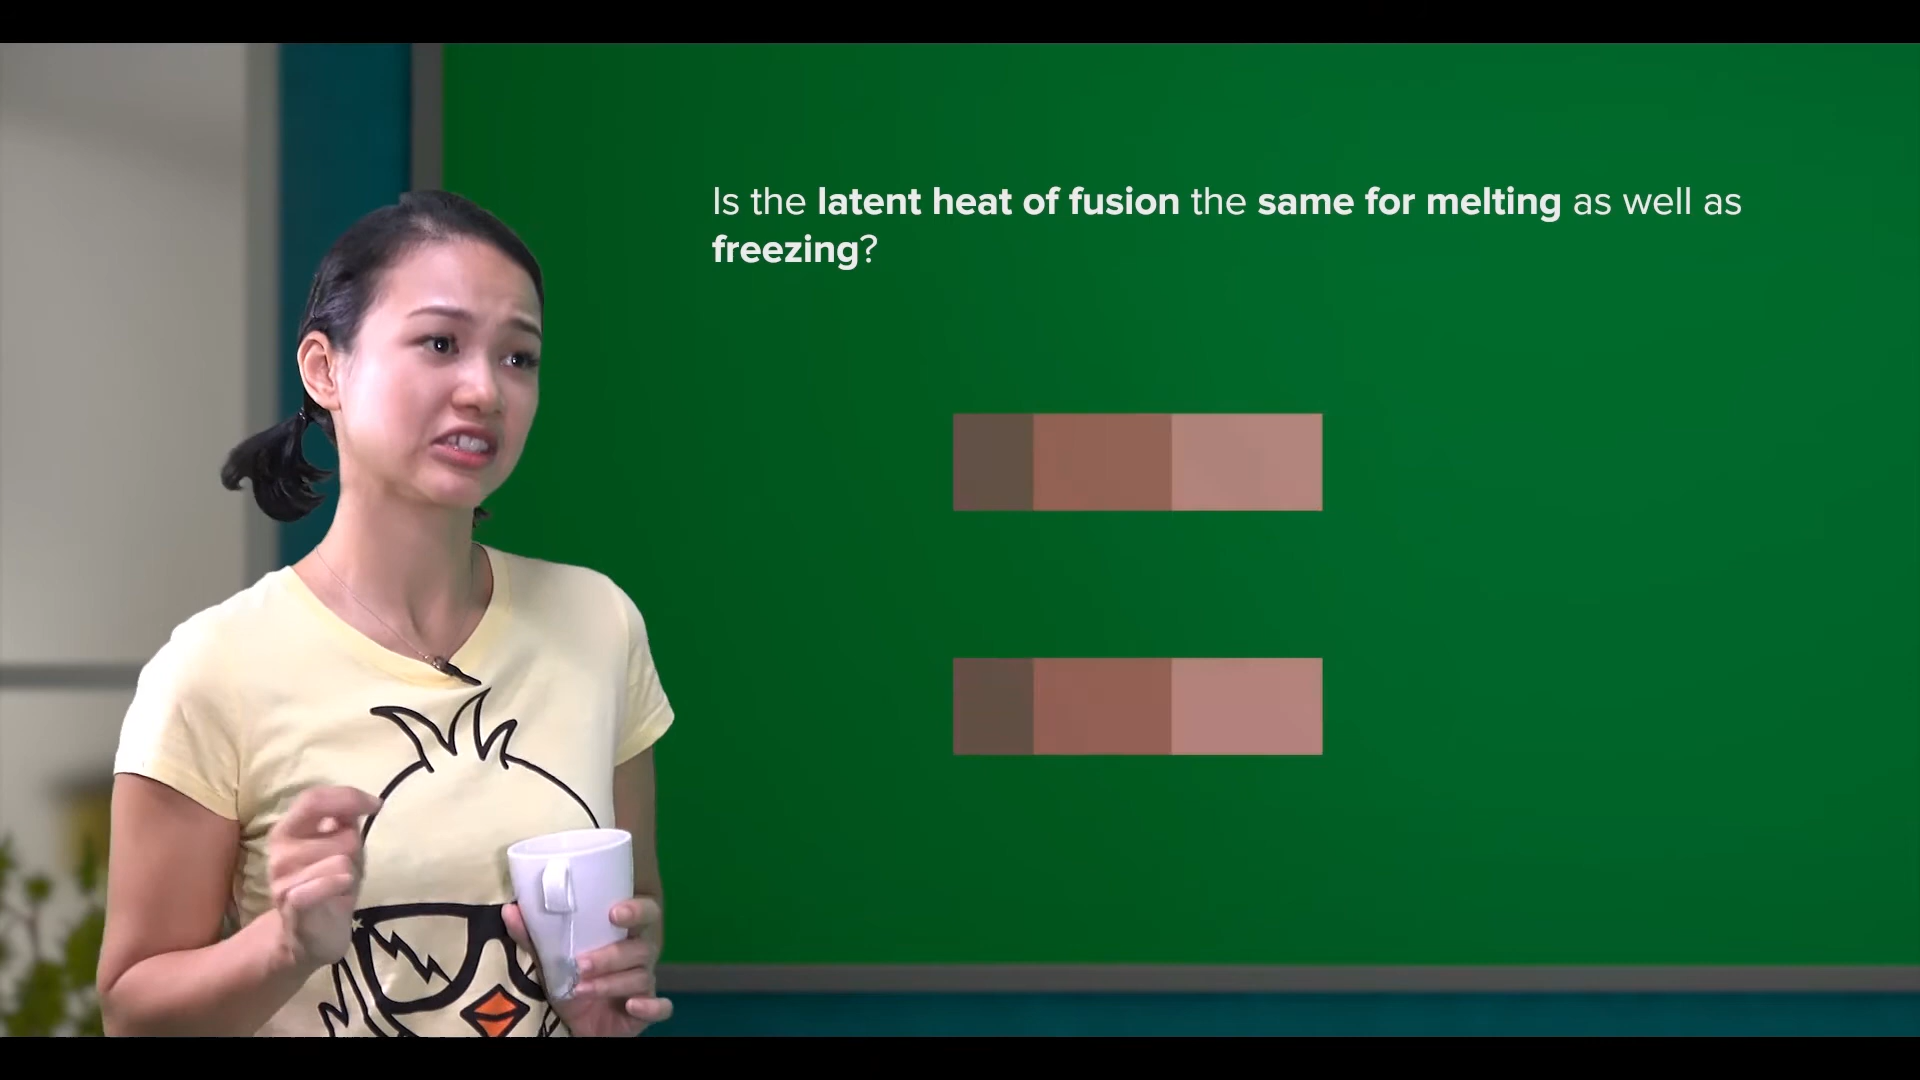 Is the latent heat of fusion the same for melting as well as
freezing?